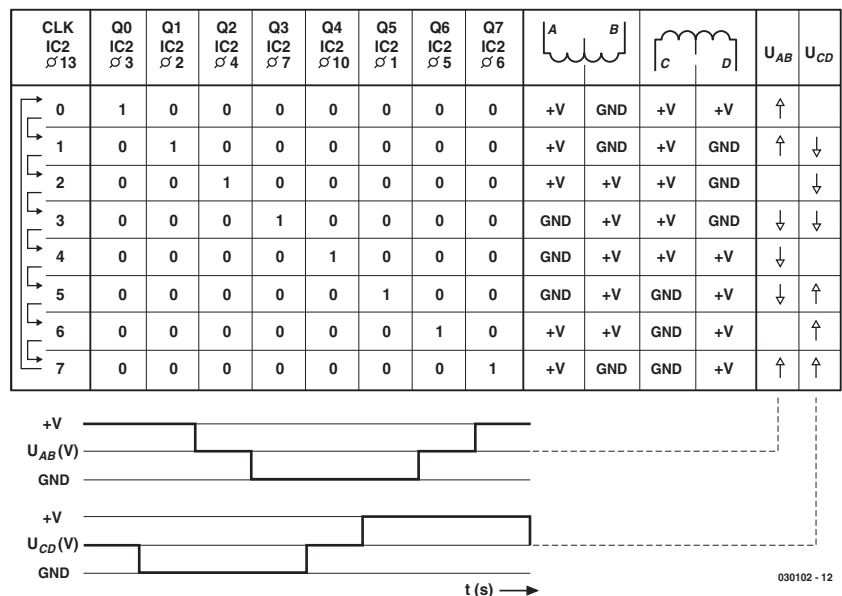 CLK Q0 Q1 Q2 Q3 Q4 Q5 Q6 Q7 A B
IC2 IC2 IC2 IC2 IC2 IC2 IC2 IC2 IC2 U_AB U_CD
∅13 ∅3 ∅2 ∅4 ∅7 ∅10 ∅1 ∅5 ∅6 C D
0 1 0 0 0 0 0 0 0 +V GND +V +V ⇑
1 0 1 0 0 0 0 0 0 +V GND +V GND ⇑ ⇓
2 0 0 1 0 0 0 0 0 +V +V +V GND ⇓
3 0 0 0 1 0 0 0 0 GND +V +V GND ⇓ ⇓
4 0 0 0 0 1 0 0 0 GND +V +V +V ⇓
5 0 0 0 0 0 1 0 0 GND +V GND +V ⇓ ⇑
6 0 0 0 0 0 0 1 0 +V +V GND +V ⇑
7 0 0 0 0 0 0 0 1 +V GND GND +V ⇑ ⇑
+V
U_AB (V)
GND
+V
U_CD (V)
GND
t (s)
030102 - 12